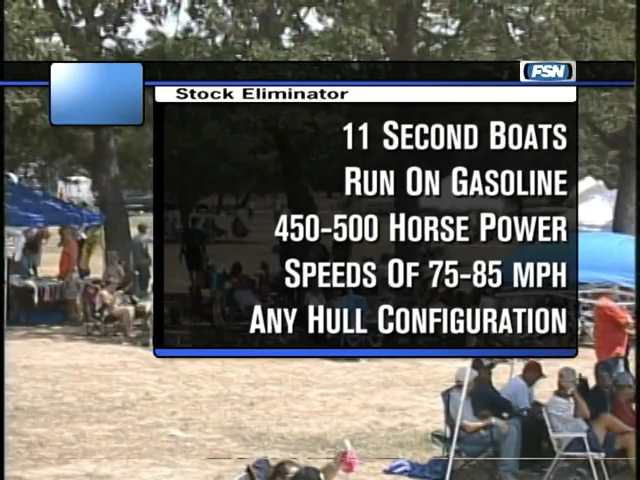 FSN
Stock Eliminator
11 SECOND BOATS
RUN ON GASOLINE
450-500 HORSE POWER
SPEEDS OF 75-85 MPH
ANY HULL CONFIGURATION